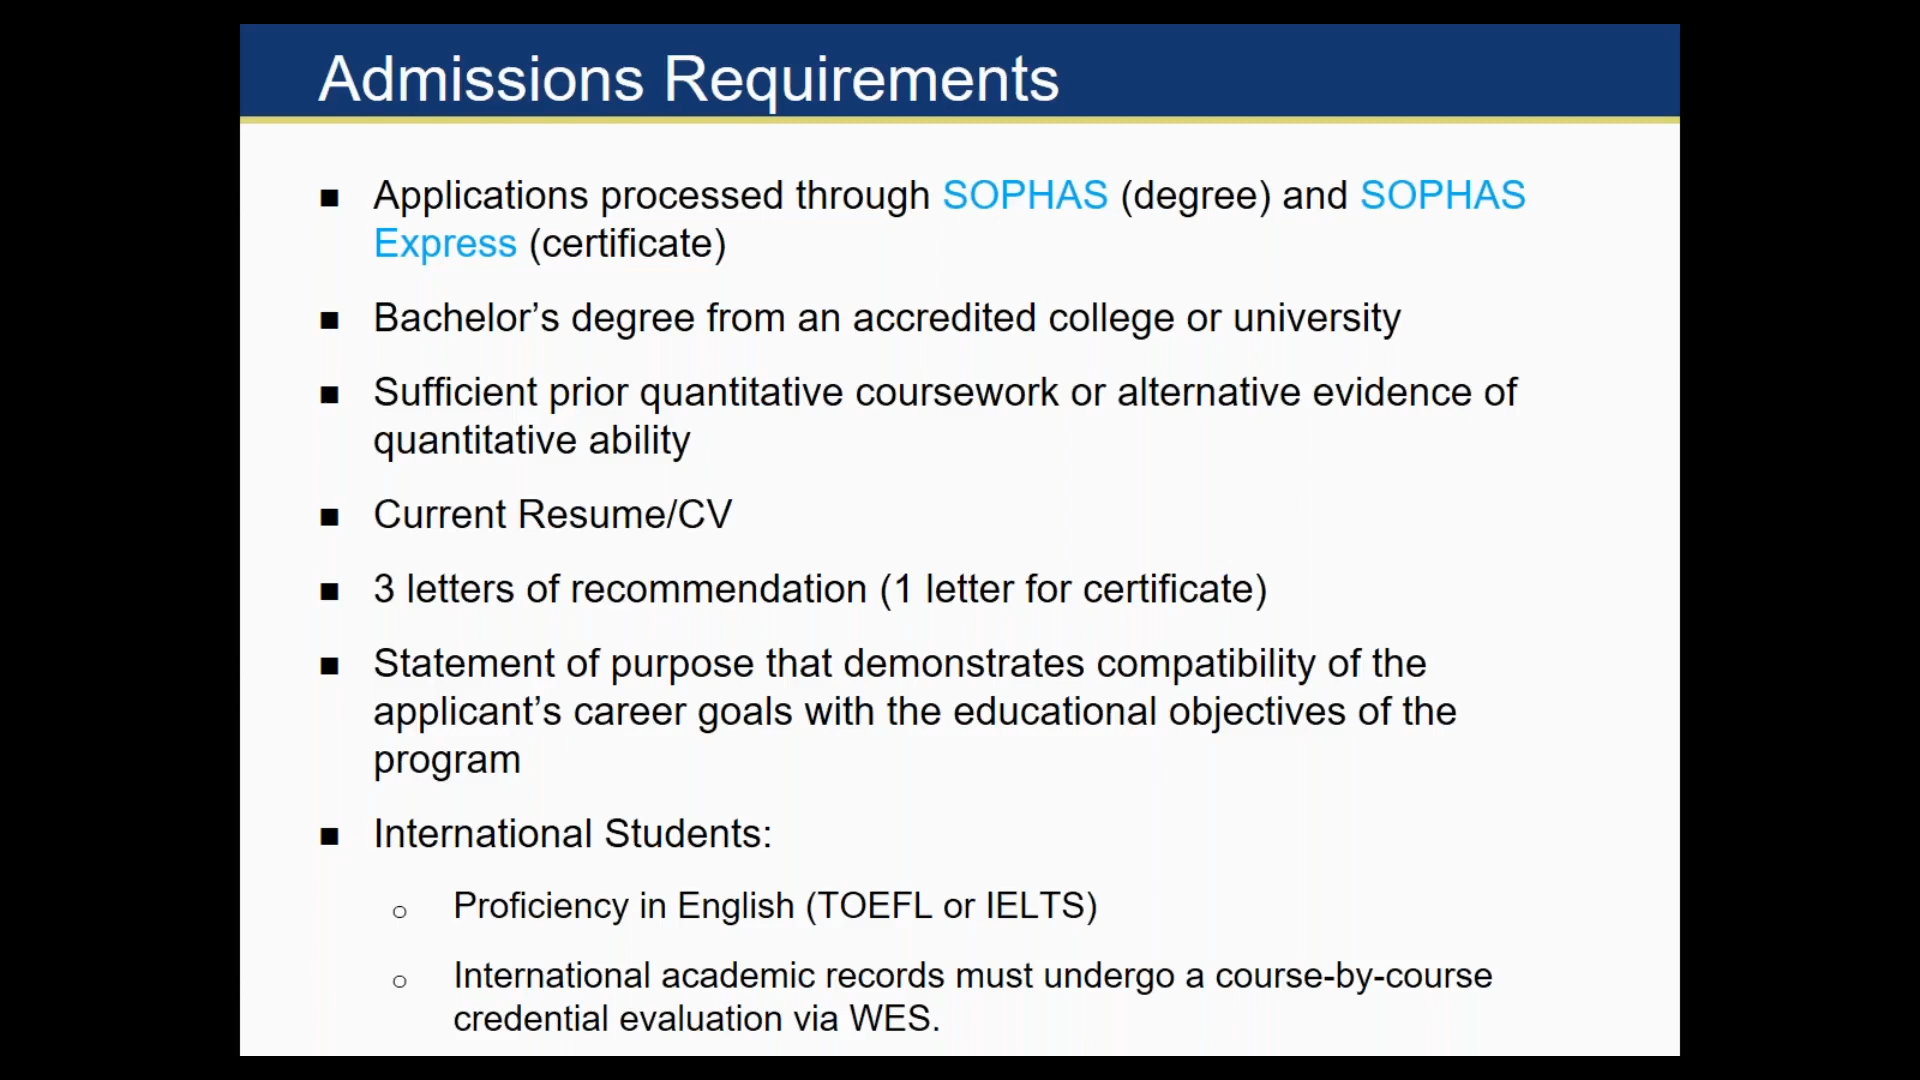 Admissions Requirements
■ Applications processed through SOPHAS (degree) and SOPHAS
Express (certificate)
■ Bachelor’s degree from an accredited college or university
■ Sufficient prior quantitative coursework or alternative evidence of
quantitative ability
■ Current Resume/CV
■ 3 letters of recommendation (1 letter for certificate)
■ Statement of purpose that demonstrates compatibility of the
applicant’s career goals with the educational objectives of the
program
■ International Students:
○ Proficiency in English (TOEFL or IELTS)
○ International academic records must undergo a course-by-course
credential evaluation via WES.